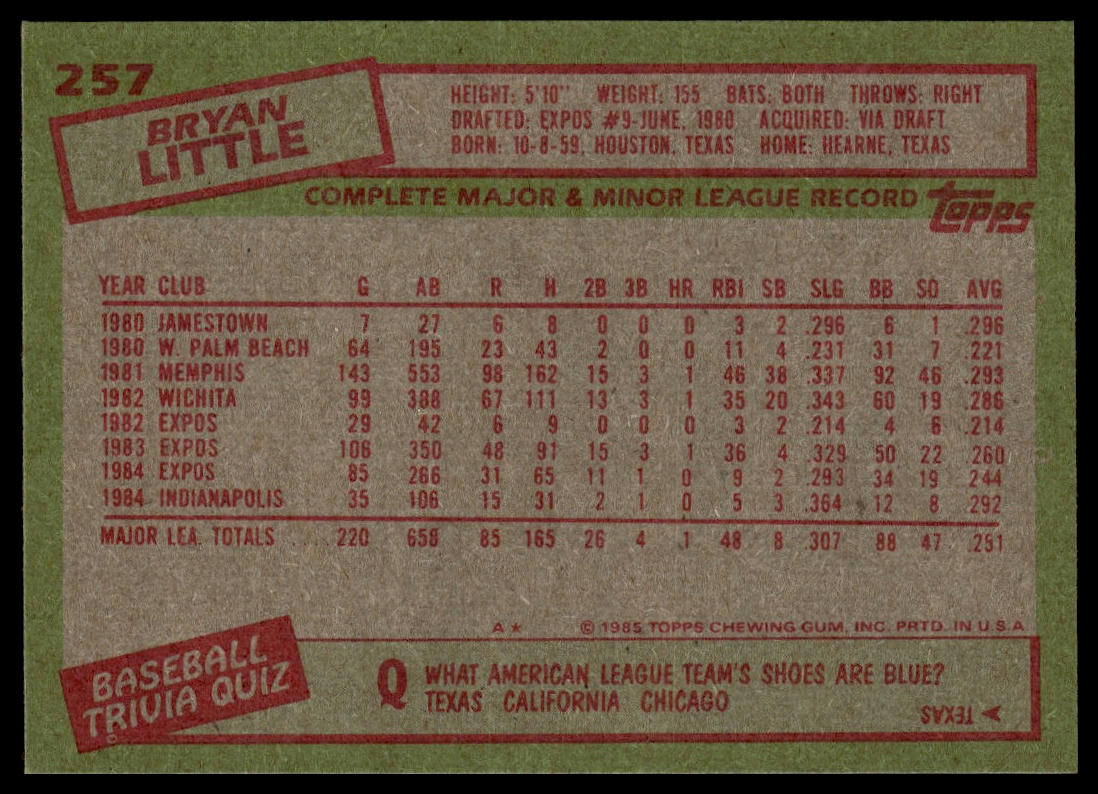 257
BRYAN
LITTLE
HEIGHT: 5'10" WEIGHT: 155 BATS: BOTH THROWS: RIGHT
DRAFTED: EXPOS #9-JUNE, 1980 ACQUIRED: VIA DRAFT
BORN: 10-8-59, HOUSTON, TEXAS HOME: HEARNE, TEXAS
COMPLETE MAJOR & MINOR LEAGUE RECORD
Topps
YEAR CLUB G AB R H 2B 3B HR RBI SB SLG BB SO AVG
1980 JAMESTOWN 7 27 6 8 0 0 0 3 2 .296 6 1 .296
1980 W. PALM BEACH 64 195 23 43 2 0 0 11 4 .231 31 7 .221
1981 MEMPHIS 143 553 98 162 15 3 1 46 38 .337 92 46 .293
1982 WICHITA 99 388 67 111 13 3 1 35 20 .343 60 19 .286
1982 EXPOS 29 42 6 9 0 0 0 3 2 .214 4 6 .214
1983 EXPOS 106 350 48 91 15 3 1 36 4 .329 50 22 .260
1984 EXPOS 85 266 31 65 11 1 0 9 2 .293 34 19 .244
1984 INDIANAPOLIS 35 106 15 31 2 1 0 5 3 .364 12 8 .292
MAJOR LEA. TOTALS 220 658 85 165 26 4 1 48 8 .307 88 47 .251
A* © 1985 TOPPS CHEWING GUM, INC. PRTD. IN U.S.A
BASEBALL
TRIVIA QUIZ
Q WHAT AMERICAN LEAGUE TEAM'S SHOES ARE BLUE?
TEXAS CALIFORNIA CHICAGO
TEXAS